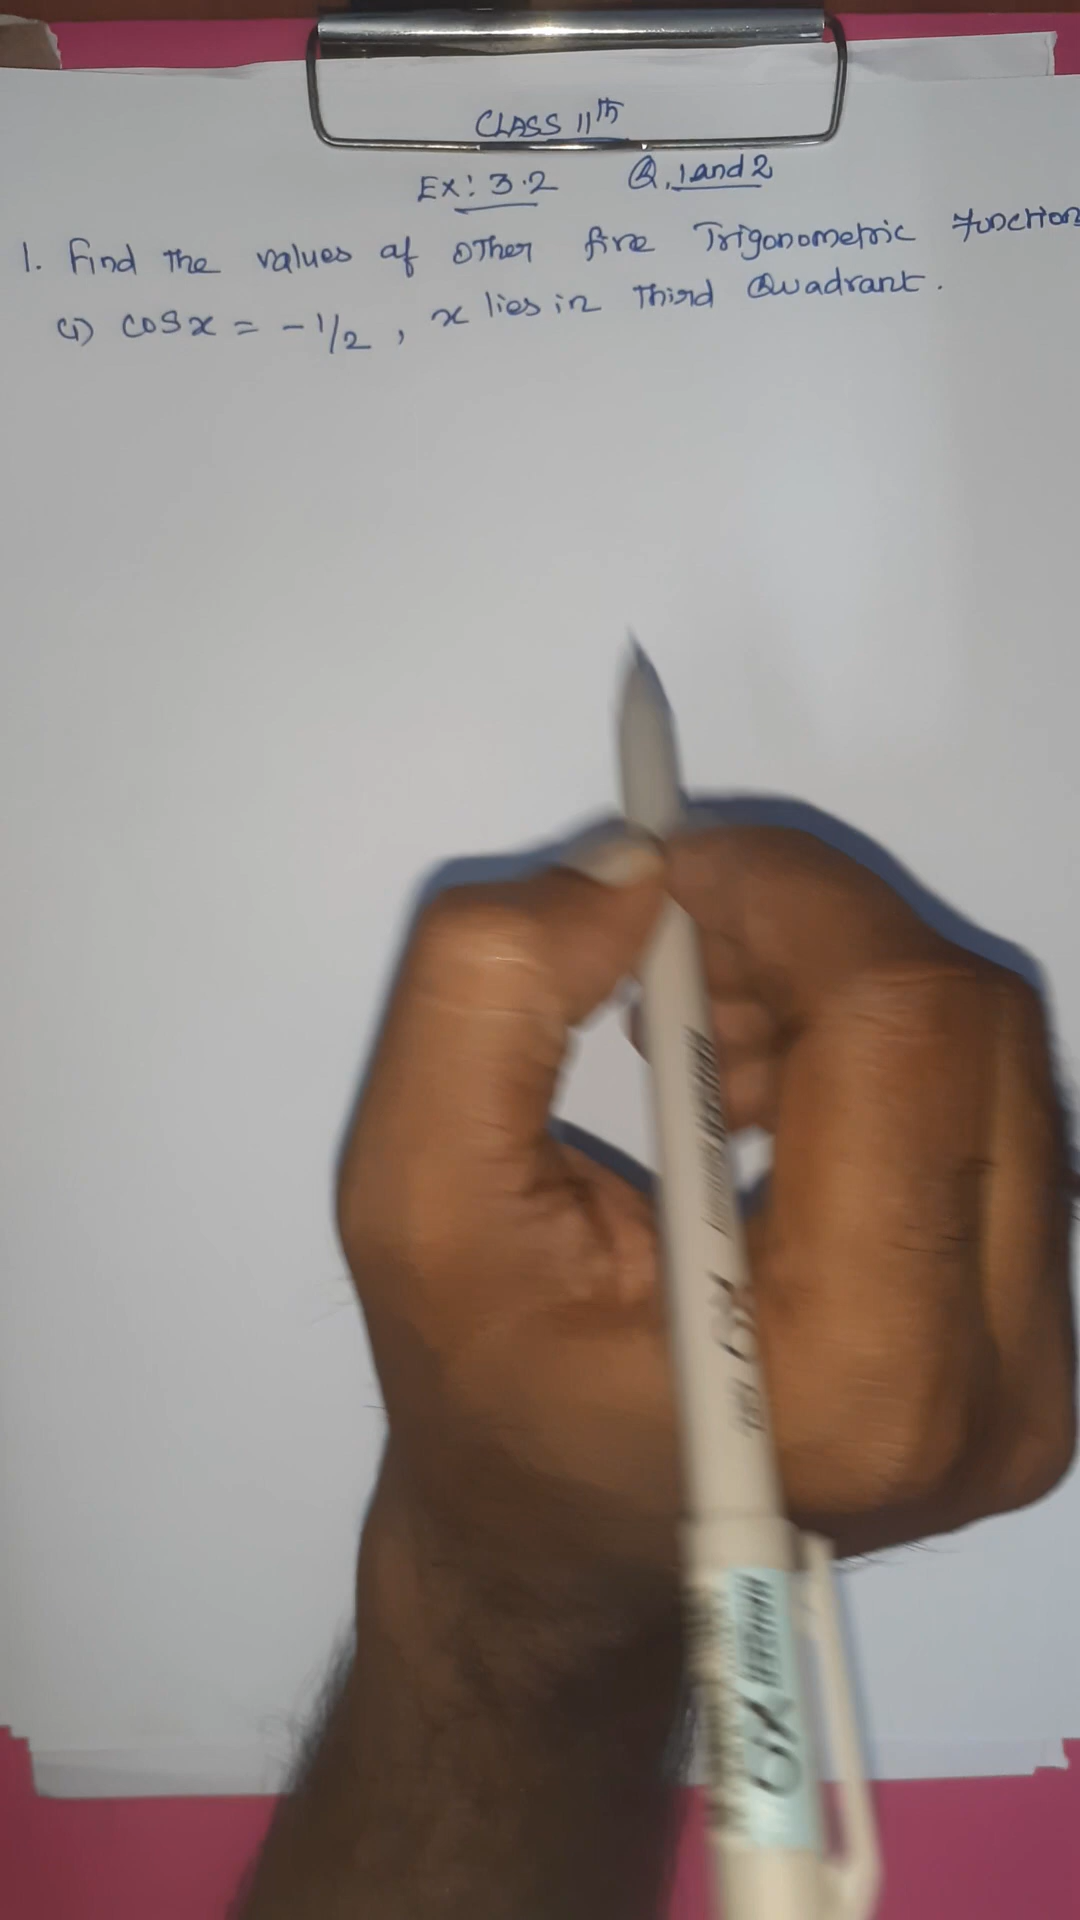 CLASS 11th
Ex: 3.2 Q. 1 and 2
1. Find the values of other five Trigonometric Function
(i) cos x = -1/2, x lies in Third Quadrant.